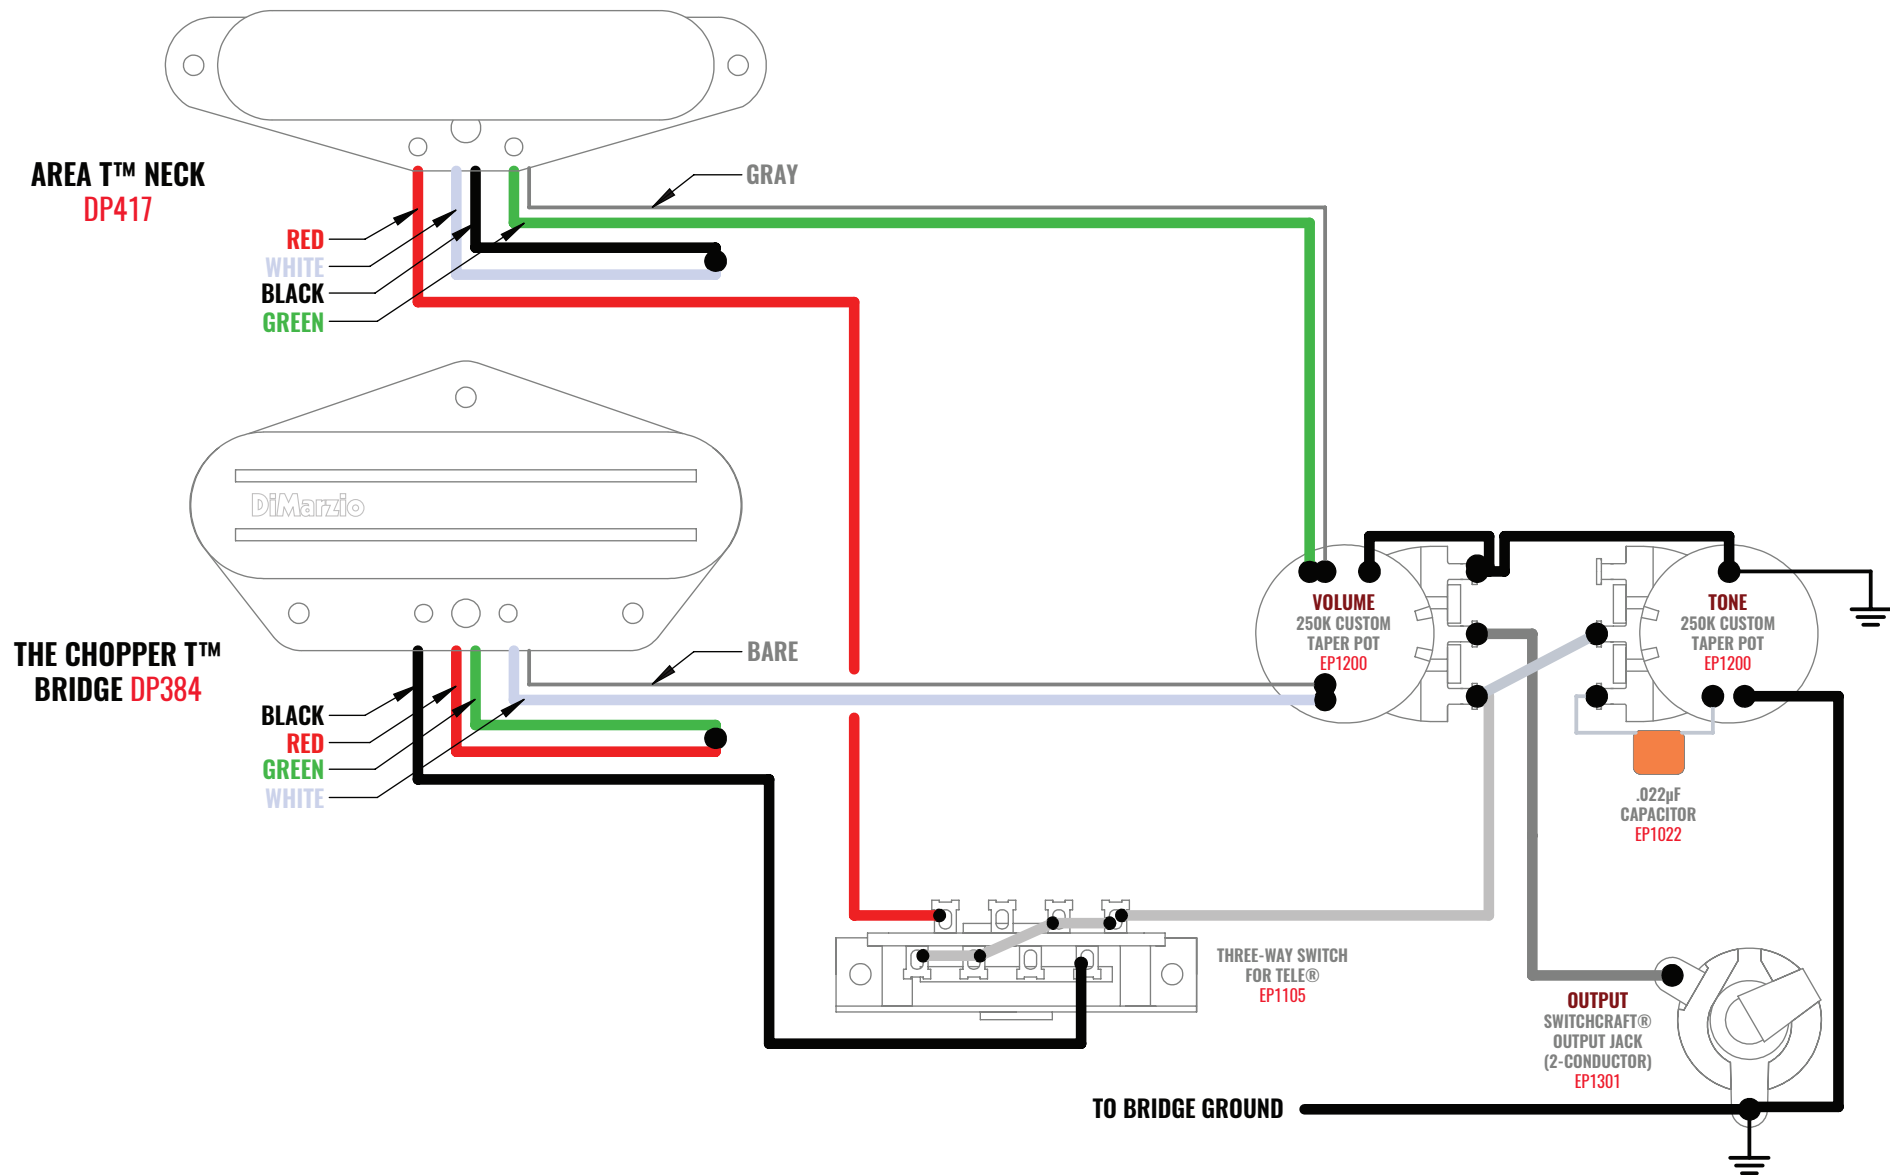 AREA T™ NECK
DP417
GRAY
RED
WHITE
BLACK
GREEN
DiMarzio
THE CHOPPER T™
BRIDGE DP384
BARE
BLACK
RED
GREEN
WHITE
VOLUME
250K CUSTOM
TAPER POT
EP1200
TONE
250K CUSTOM
TAPER POT
EP1200
.022µF
CAPACITOR
EP1022
THREE-WAY SWITCH
FOR TELE®
EP1105
OUTPUT
SWITCHCRAFT®
OUTPUT JACK
(2-CONDUCTOR)
EP1301
TO BRIDGE GROUND